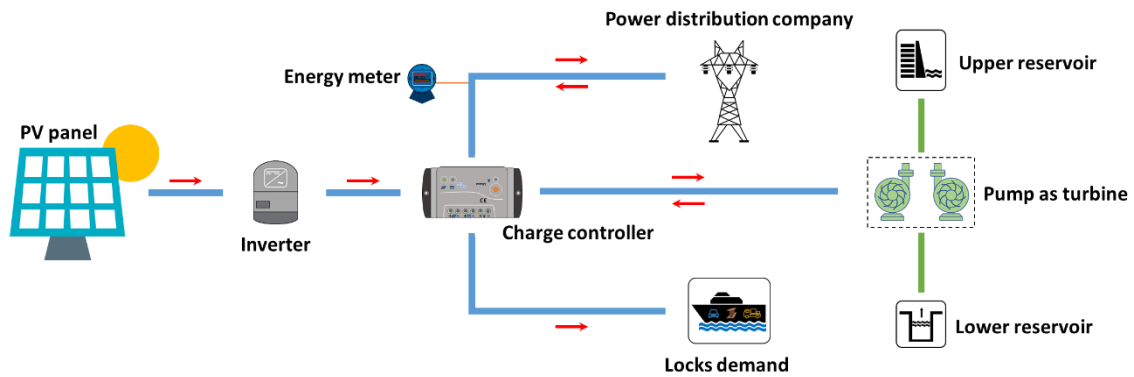 Power distribution company
Energy meter
Upper reservoir
PV panel
Pump as turbine
Inverter
Charge controller
Lower reservoir
Locks demand